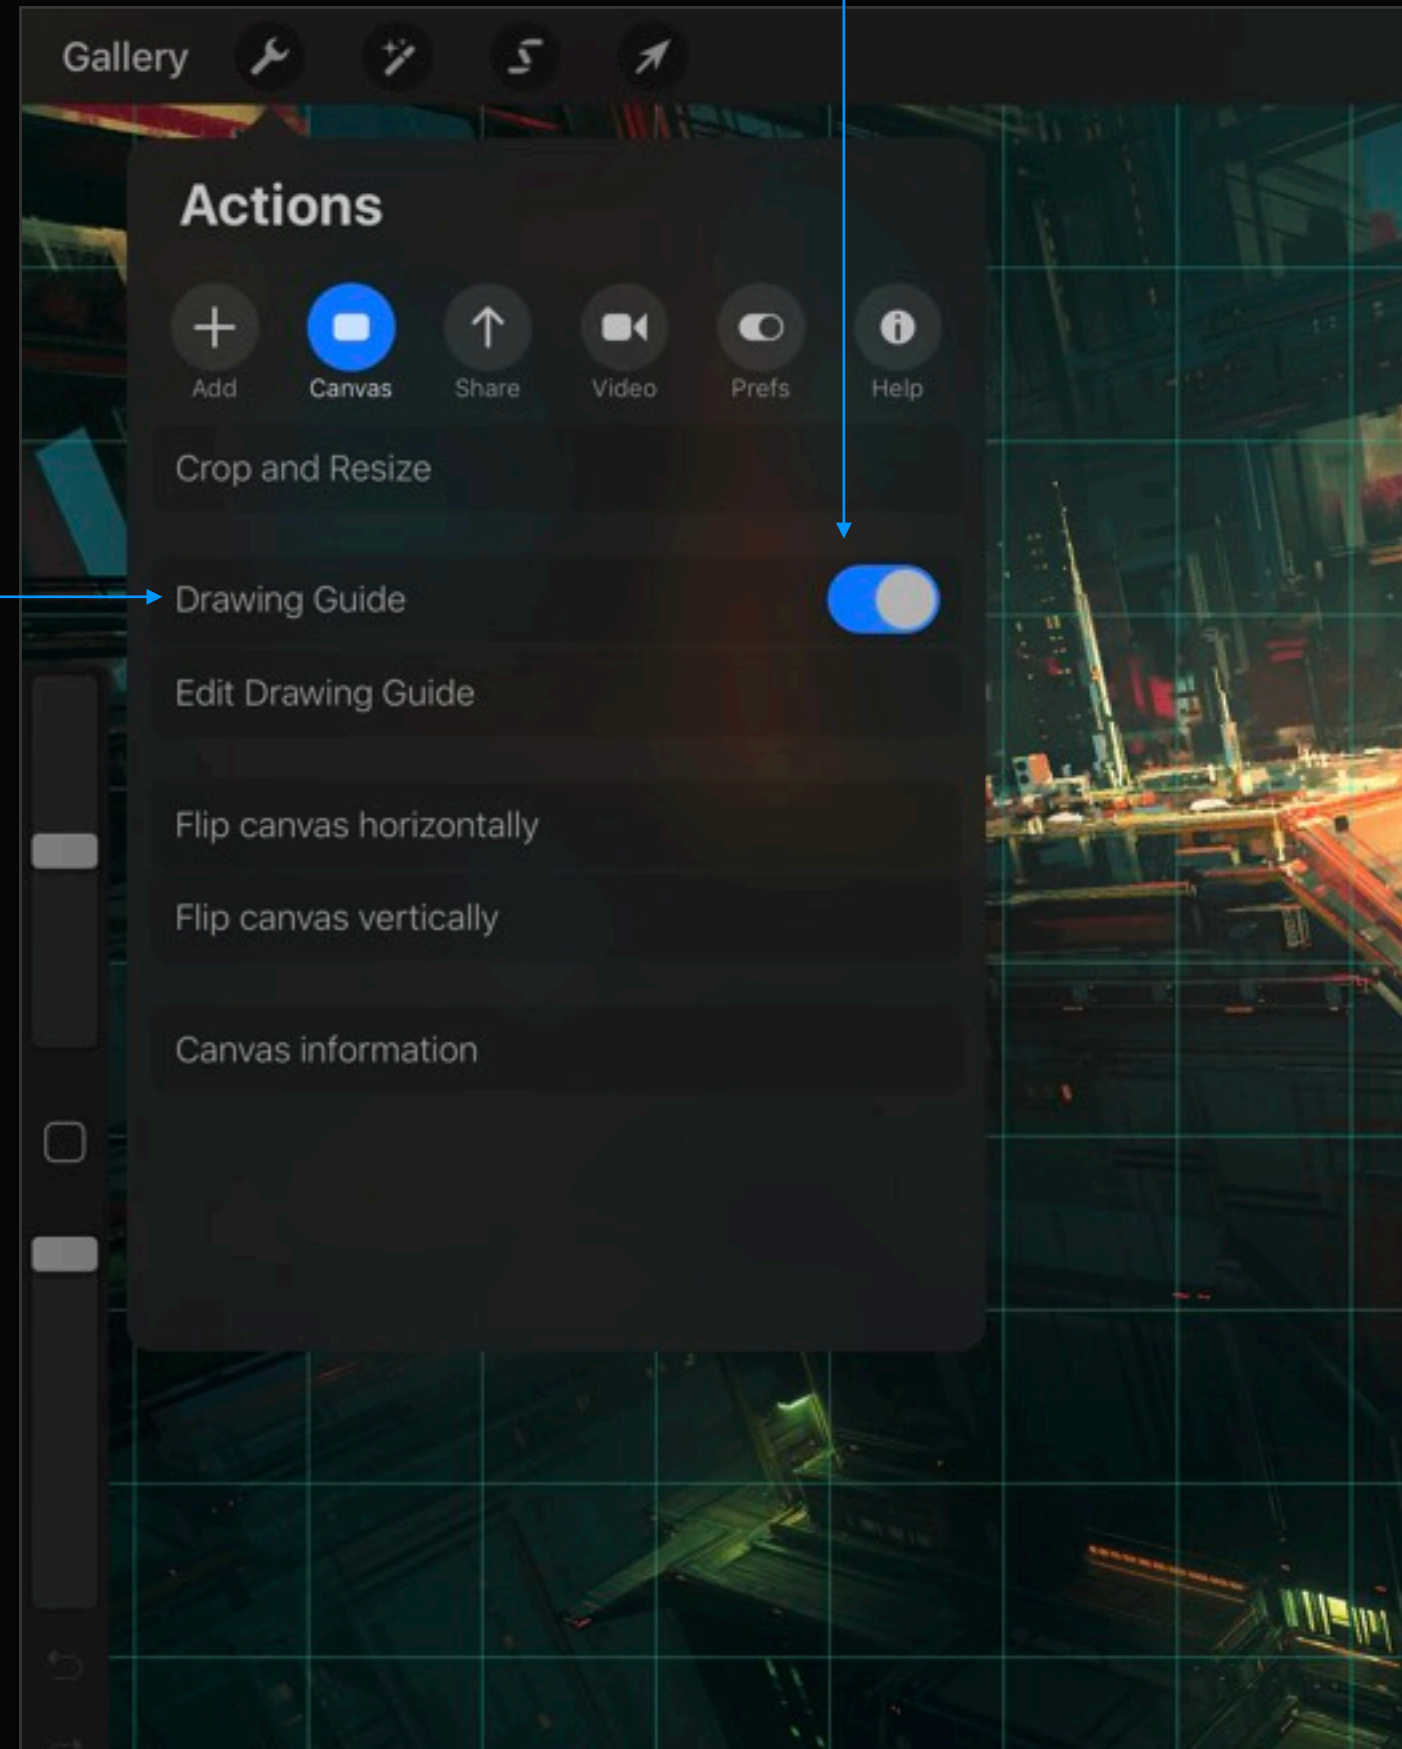 Gallery
Actions
Add Canvas Share Video Prefs Help
Crop and Resize
Drawing Guide
Edit Drawing Guide
Flip canvas horizontally
Flip canvas vertically
Canvas information